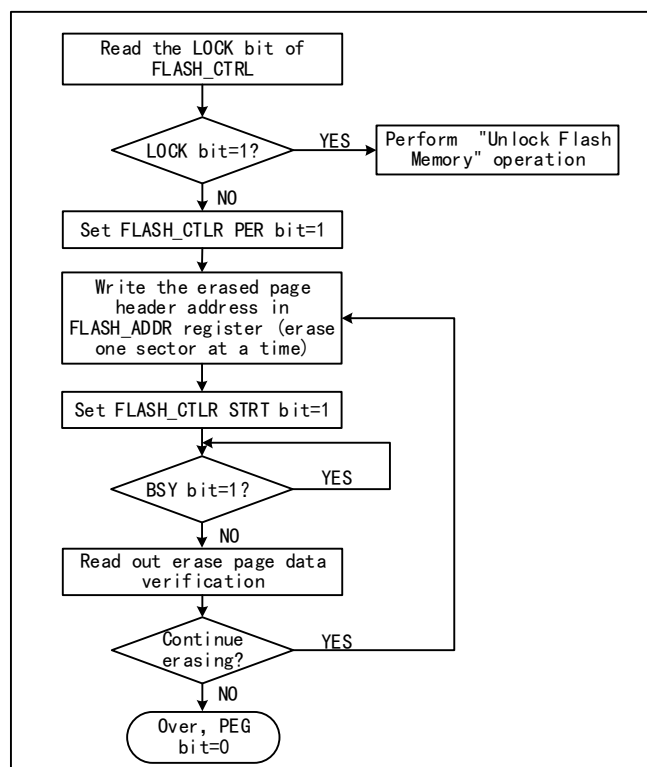 Read the LOCK bit of
FLASH_CTRL
LOCK bit=1?
YES
Perform "Unlock Flash
Memory" operation
NO
Set FLASH_CTLR PER bit=1
Write the erased page
header address in
FLASH_ADDR register (erase
one sector at a time)
Set FLASH_CTLR STRT bit=1
BSY bit=1?
YES
NO
Read out erase page data
verification
Continue
erasing?
YES
NO
Over, PEG
bit=0